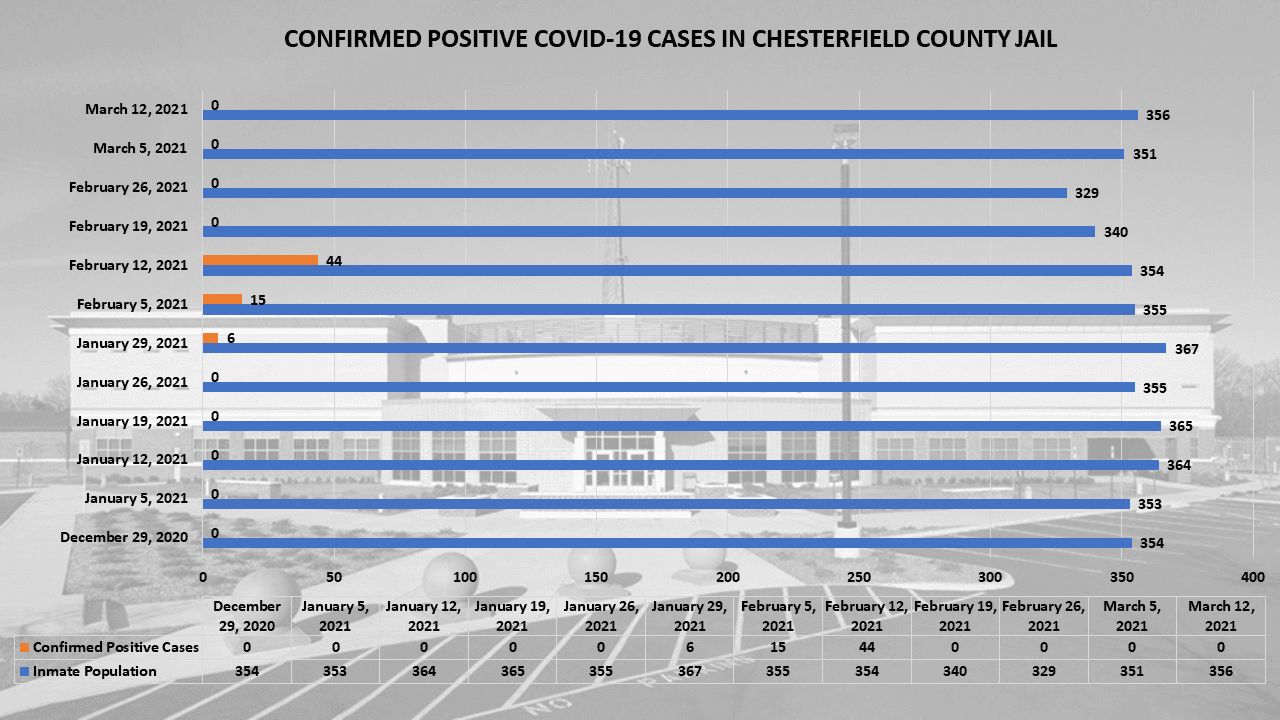 CONFIRMED POSITIVE COVID-19 CASES IN CHESTERFIELD COUNTY JAIL
March 12, 2021 0 356
March 5, 2021 0 351
February 26, 2021 0 329
February 19, 2021 0 340
February 12, 2021 44 354
February 5, 2021 15 355
January 29, 2021 6 367
January 26, 2021 0 355
January 19, 2021 0 365
January 12, 2021 0 364
January 5, 2021 0 353
December 29, 2020 0 354
0 50 100 150 200 250 300 350 400
December January 5, January 12, January 19, January 26, January 29, February 5, February 12, February 19, February 26, March 5, March 12,
29, 2020 2021 2021 2021 2021 2021 2021 2021 2021 2021 2021 2021
Confirmed Positive Cases 0 0 0 0 0 6 15 44 0 0 0 0
Inmate Population 354 353 364 365 355 367 355 354 340 329 351 356
NO PARKING